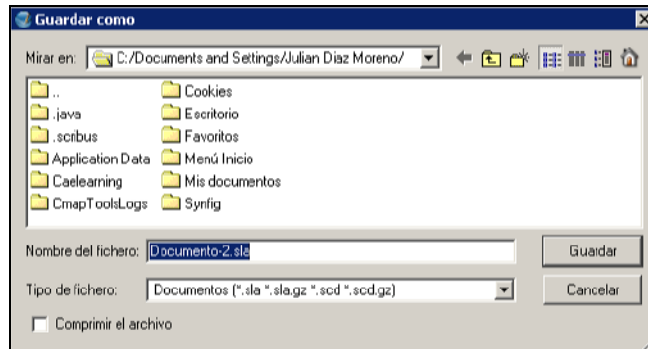 Guardar como
Mirar en: C:/Documents and Settings/Julian Diaz Moreno/
.. Cookies
.java Escritorio
.scribus Favoritos
Application Data Menú Inicio
Caelearning Mis documentos
CmapToolsLogs Synfig
Nombre del fichero: Documento-2.sla Guardar
Tipo de fichero: Documentos (*.sla *.sla.gz *.scd *.scd.gz) Cancelar
Comprimir el archivo